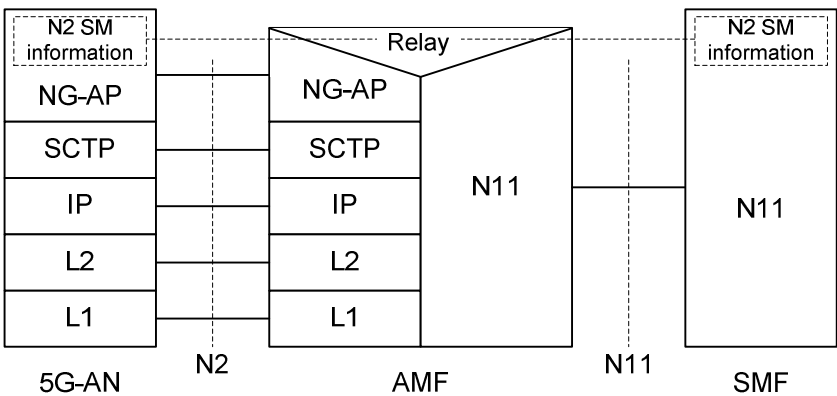 N2 SM
information
Relay
N2 SM
information
NG-AP
NG-AP
SCTP
SCTP
N11
N11
IP
IP
L2
L2
L1
L1
N2
N11
5G-AN
AMF
SMF